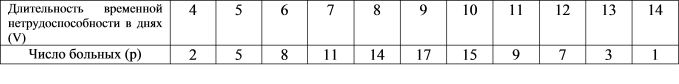 Длительность временной нетрудоспособности в днях (V) 4 5 6 7 8 9 10 11 12 13 14
Число больных (p) 2 5 8 11 14 17 15 9 7 3 1